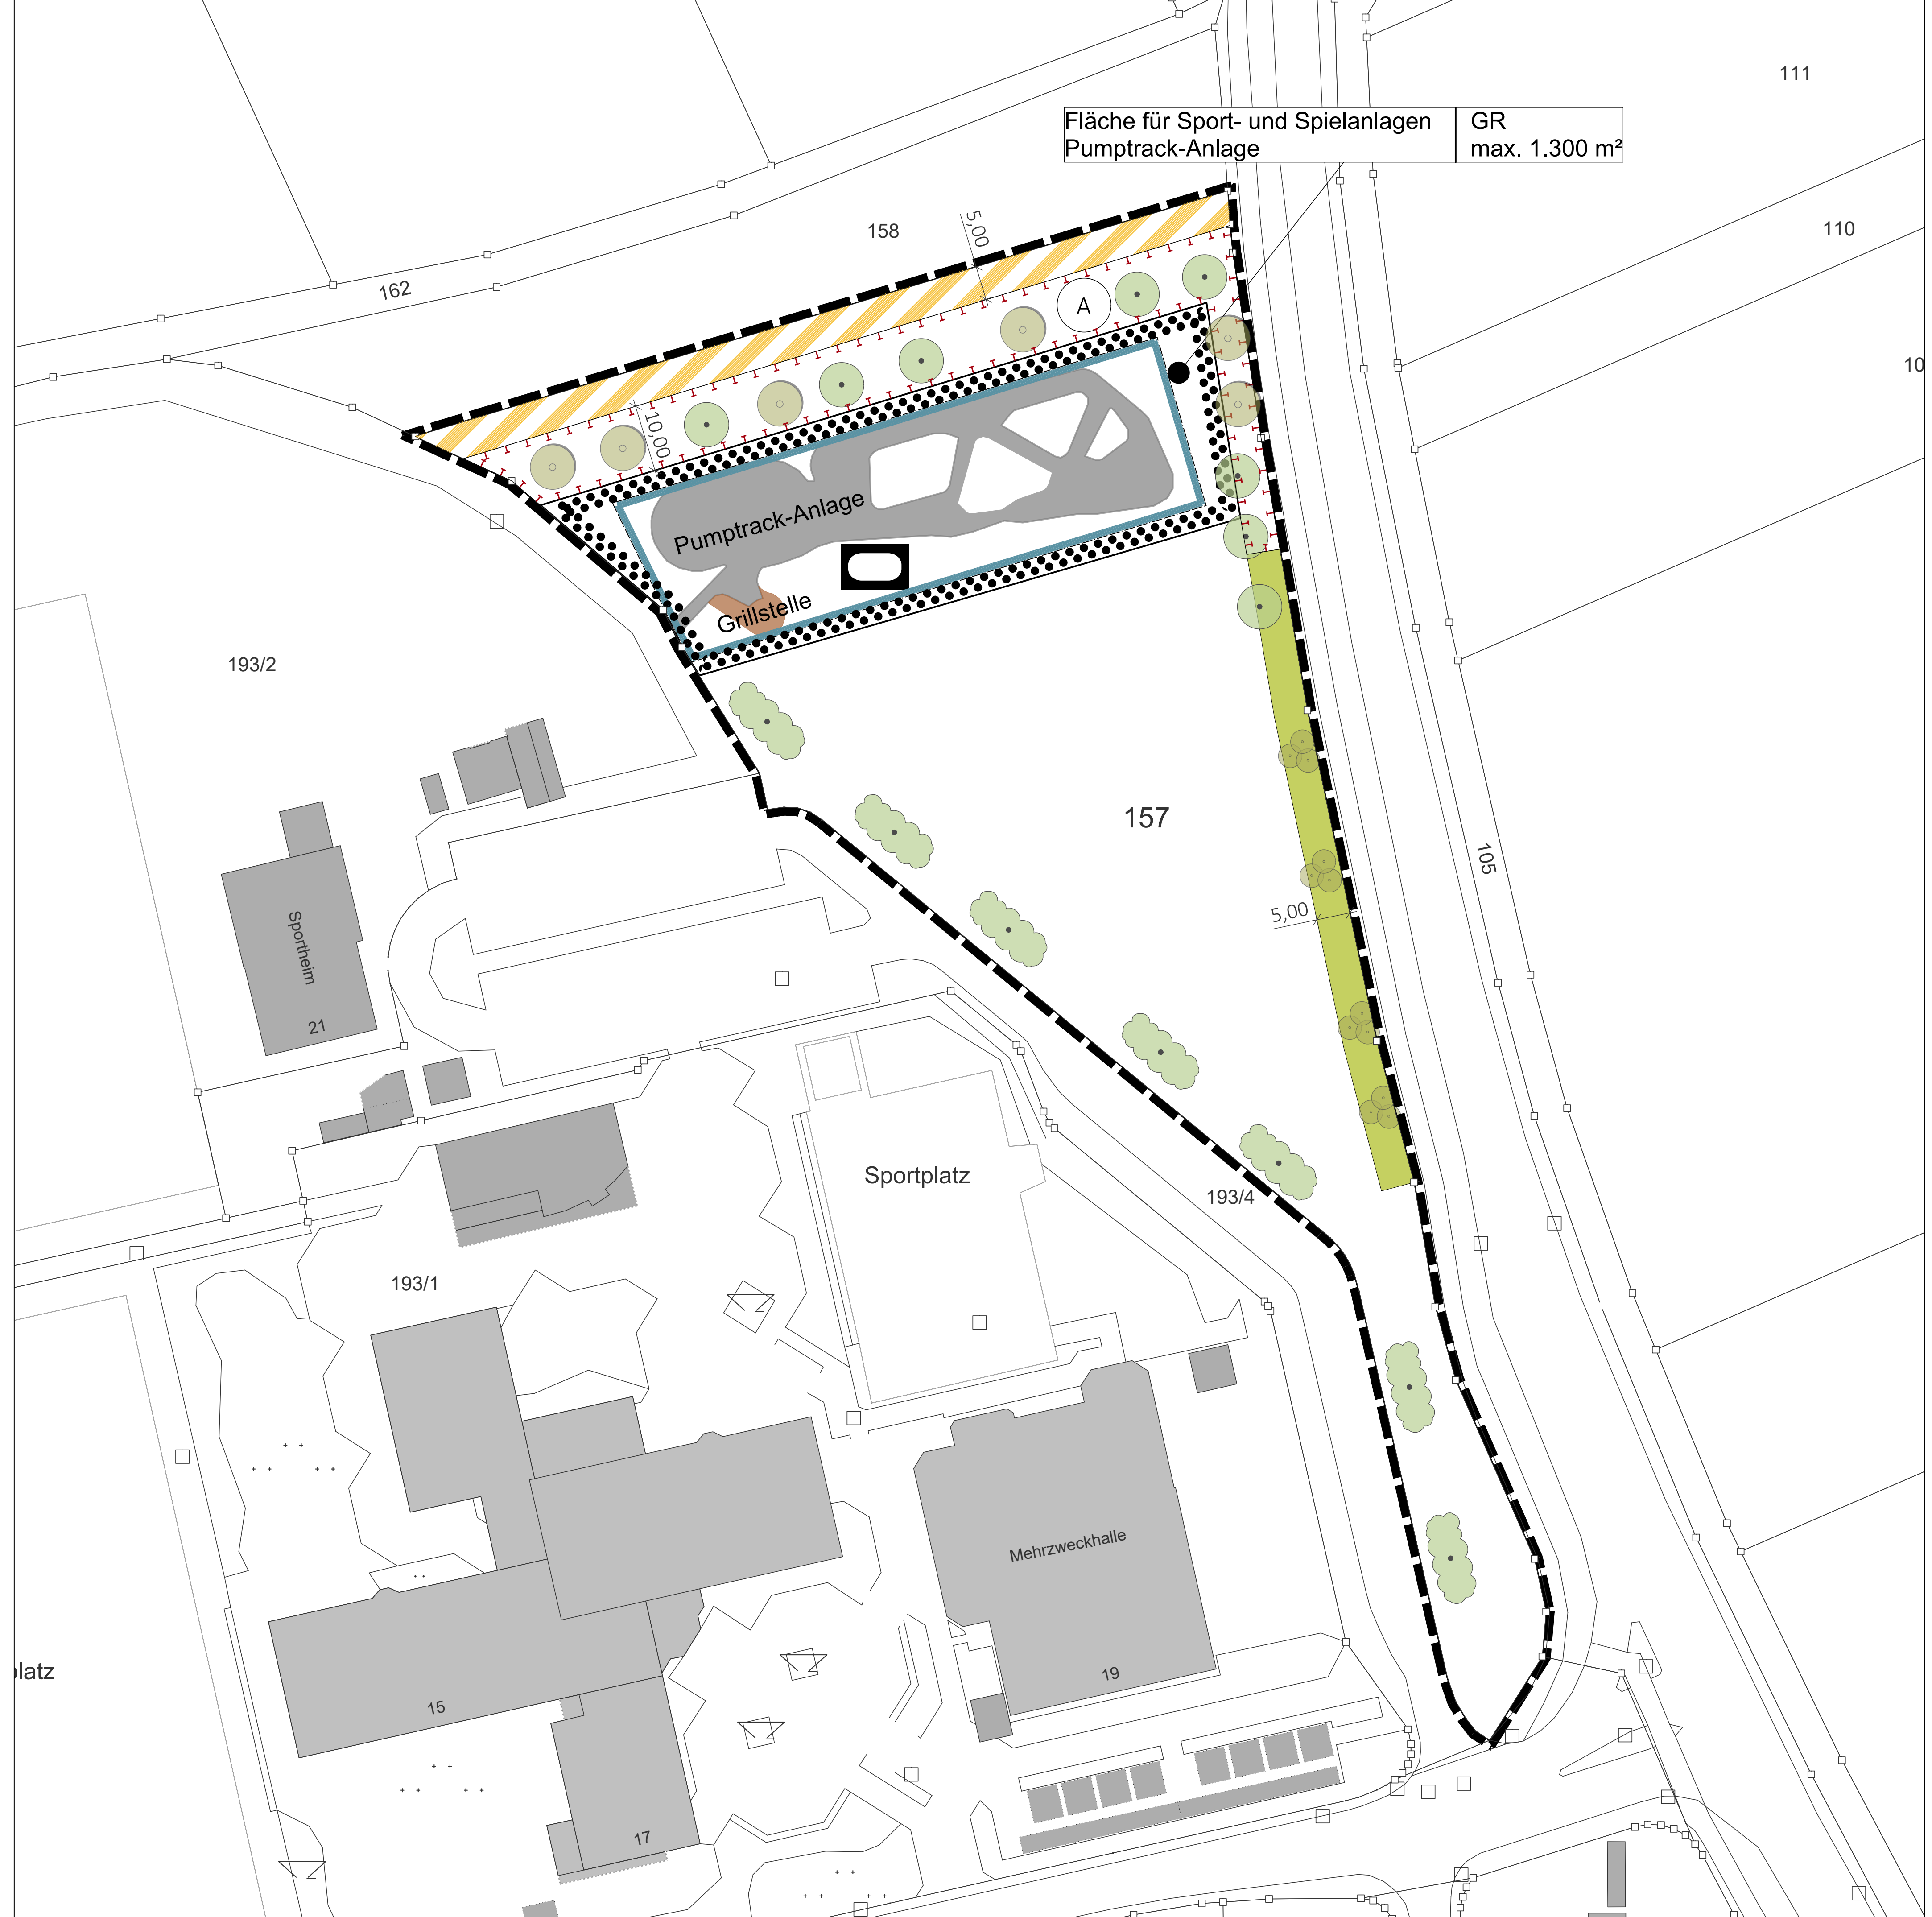 111
Fläche für Sport- und Spielanlagen
Pumptrack-Anlage
GR
max. 1.300 m²
110
158
5,00
162
A
10,00
Pumptrack-Anlage
Grillstelle
193/2
157
105
5,00
Sportheim
21
Sportplatz
193/4
193/1
Mehrzweckhalle
19
15
17